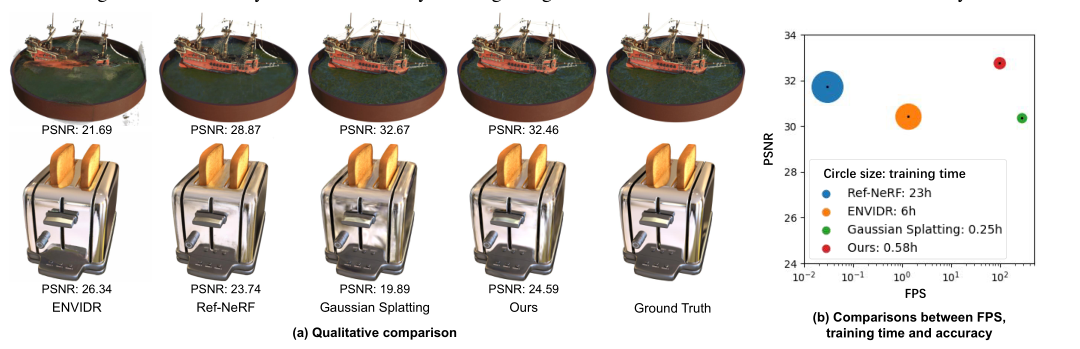 PSNR: 21.69
PSNR: 28.87
PSNR: 32.67
PSNR: 32.46
PSNR: 26.34
PSNR: 23.74
PSNR: 19.89
PSNR: 24.59
ENVIDR
Ref-NeRF
Gaussian Splatting
Ours
Ground Truth
(a) Qualitative comparison
34
32
30
28
26
24
PSNR
Circle size: training time
Ref-NeRF: 23h
ENVIDR: 6h
Gaussian Splatting: 0.25h
Ours: 0.58h
10⁻² 10⁻¹ 10⁰ 10¹ 10²
FPS
(b) Comparisons between FPS,
training time and accuracy